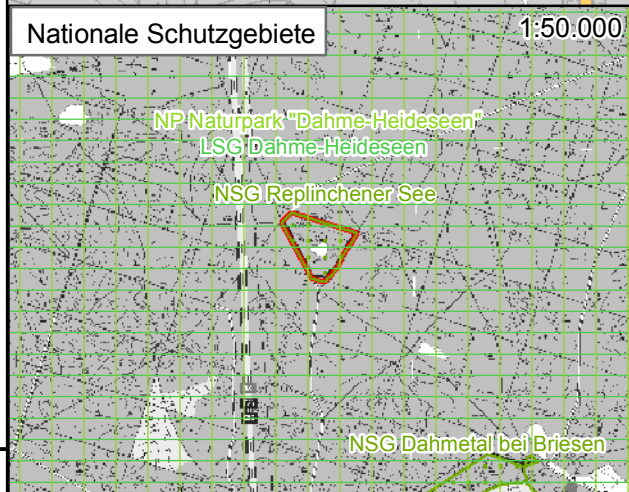 Nationale Schutzgebiete
1:50.000
NP Naturpark "Dahme-Heideseen"
LSG Dahme-Heideseen
NSG Replinchener See
NSG Dahmetal bei Briesen